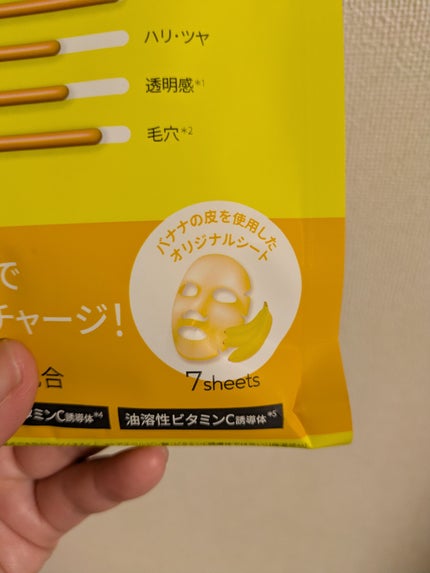 ハリ・ツヤ
透明感*1
毛穴*2
バナナの皮を使用した
オリジナルシート
で
チャージ!
合
7 sheets
ミンC誘導体*4
油溶性ビタミンC誘導体*5